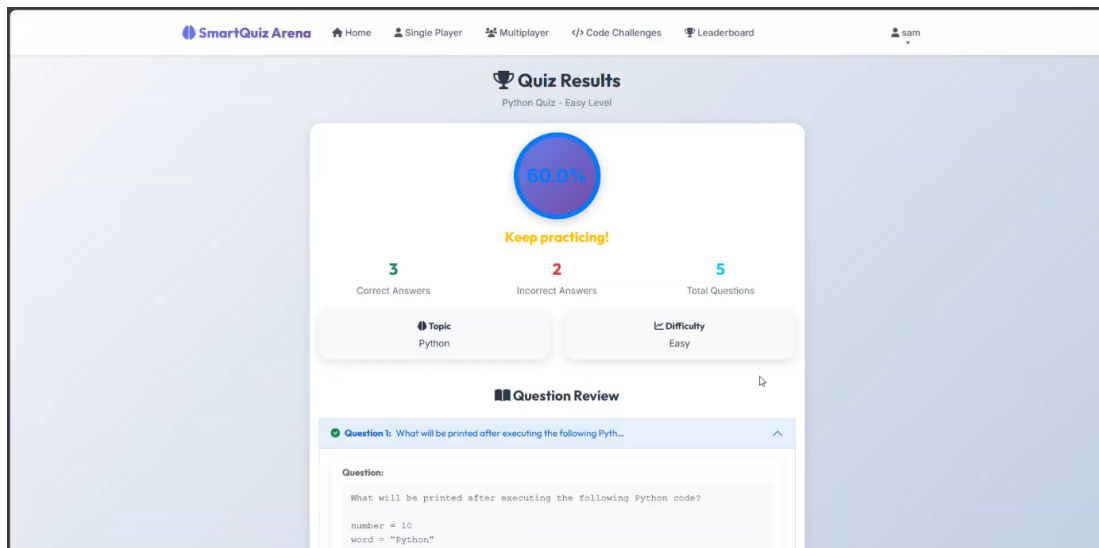 SmartQuiz Arena Home Single Player Multiplayer </> Code Challenges Leaderboard sam
Quiz Results
Python Quiz - Easy Level
60.0%
Keep practicing!
3 2 5
Correct Answers Incorrect Answers Total Questions
Topic Difficulty
Python Easy
Question Review
Question 1: What will be printed after executing the following Pyth...
Question:
What will be printed after executing the following Python code?
number = 10
word = "Python"